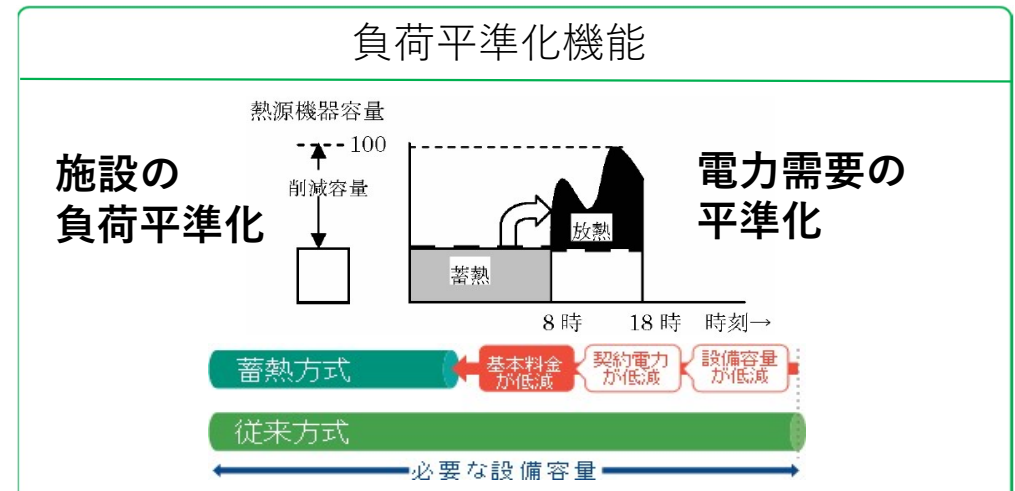 負荷平準化機能
熱源機器容量
100
削減容量
施設の
負荷平準化
電力需要の
平準化
放熱
蓄熱
8時
18時
時刻→
蓄熱方式
基本料金
が低減
契約電力
が低減
設備容量
が低減
従来方式
必要な設備容量